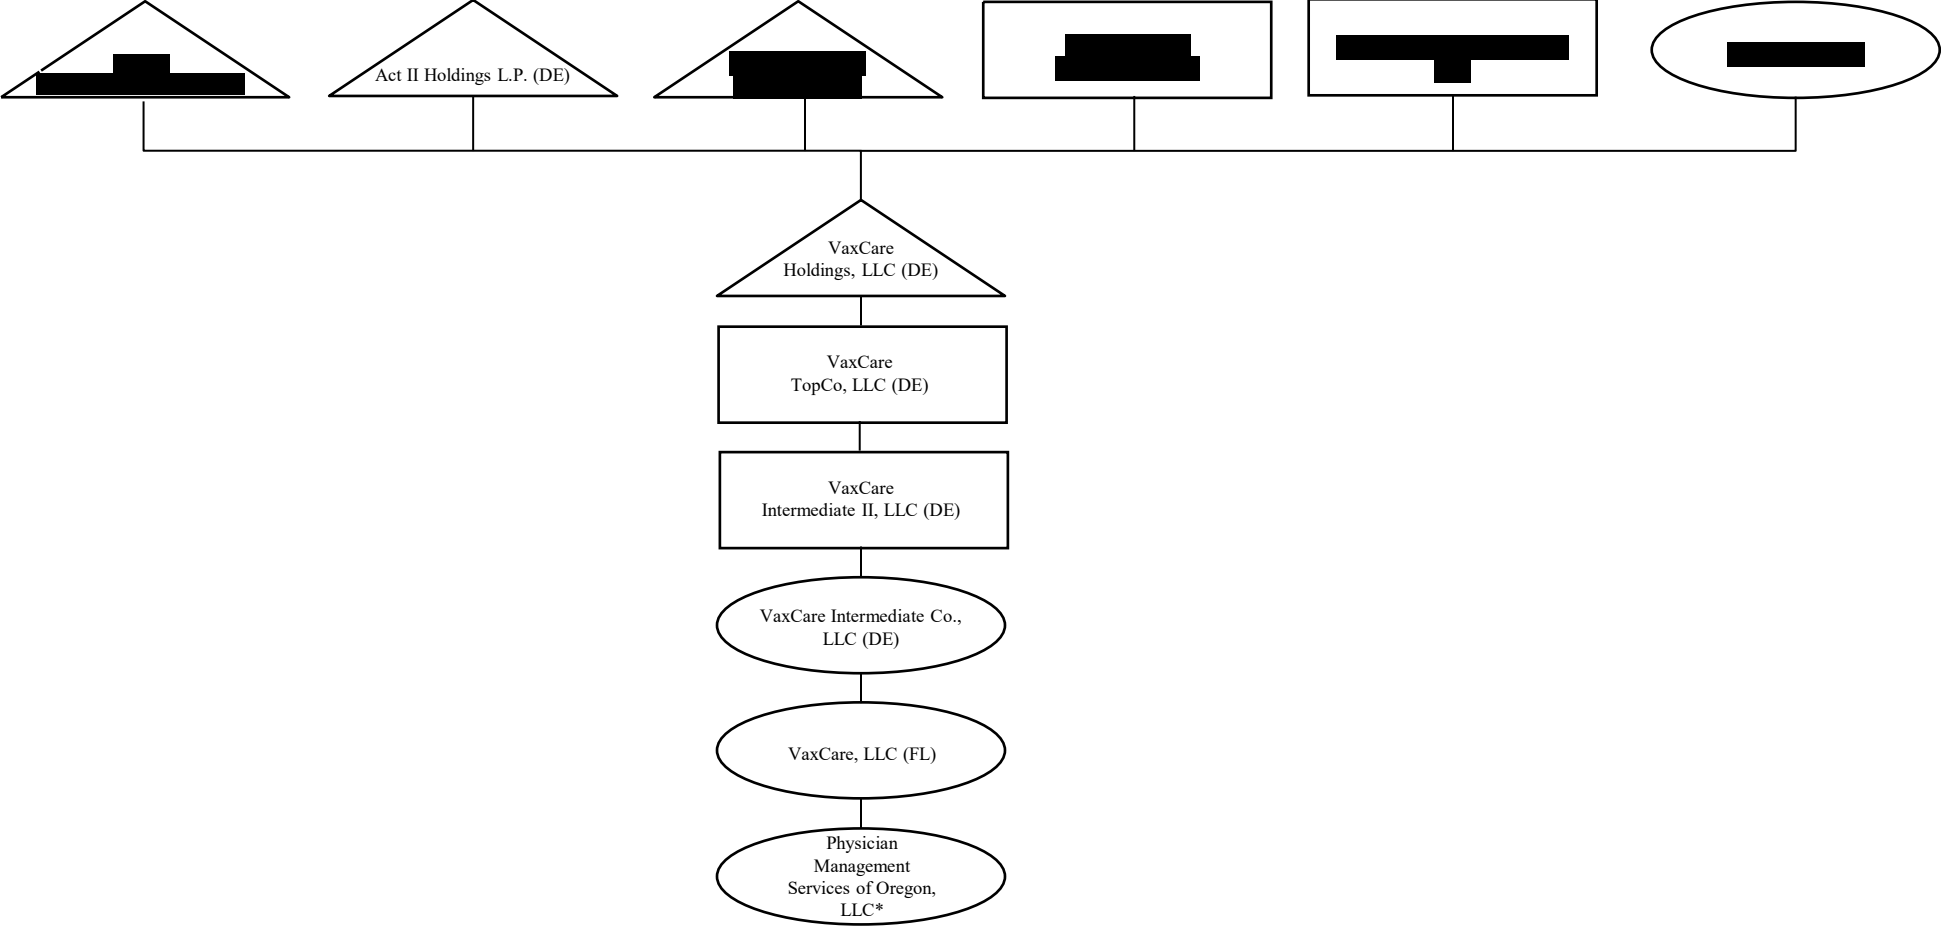 Act II Holdings L.P. (DE)
VaxCare
Holdings, LLC (DE)
VaxCare
TopCo, LLC (DE)
VaxCare
Intermediate II, LLC (DE)
VaxCare Intermediate Co.,
LLC (DE)
VaxCare, LLC (FL)
Physician
Management
Services of Oregon,
LLC*